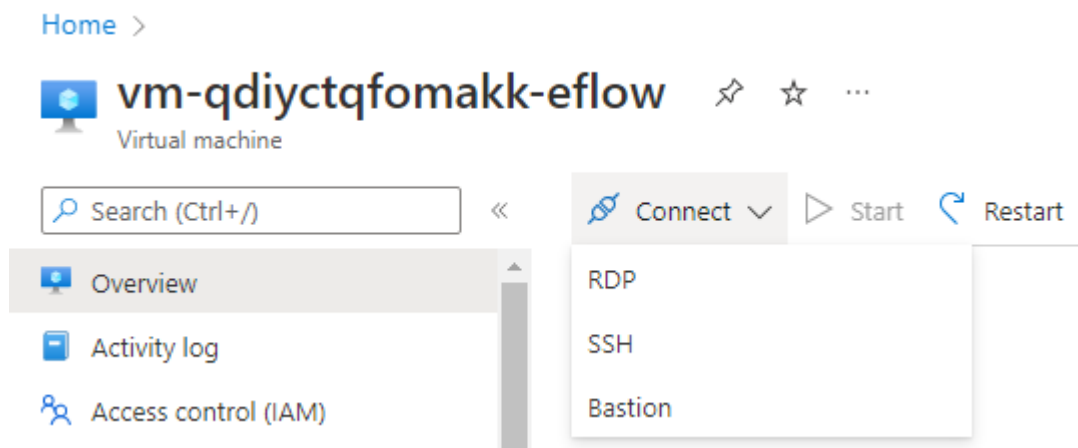 Home >
vm-qdiyctqfomakk-eflow ...
Virtual machine
Search (Ctrl+/) «
Connect Start Restart
Overview
Activity log
Access control (IAM)
RDP
SSH
Bastion